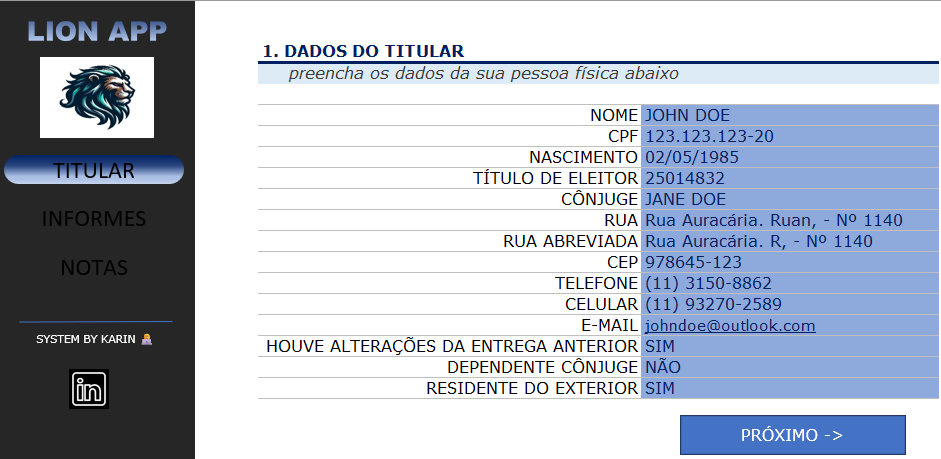 LION APP
TITULAR
INFORMES
NOTAS
SYSTEM BY KARIN
in
1. DADOS DO TITULAR
preencha os dados da sua pessoa física abaixo
NOME JOHN DOE
CPF 123.123.123-20
NASCIMENTO 02/05/1985
TÍTULO DE ELEITOR 25014832
CÔNJUGE JANE DOE
RUA Rua Auracária. Ruan, - Nº 1140
RUA ABREVIADA Rua Auracária. R, - Nº 1140
CEP 978645-123
TELEFONE (11) 3150-8862
CELULAR (11) 93270-2589
E-MAIL johndoe@outlook.com
HOUVE ALTERAÇÕES DA ENTREGA ANTERIOR SIM
DEPENDENTE CÔNJUGE NÃO
RESIDENTE DO EXTERIOR SIM
PRÓXIMO ->